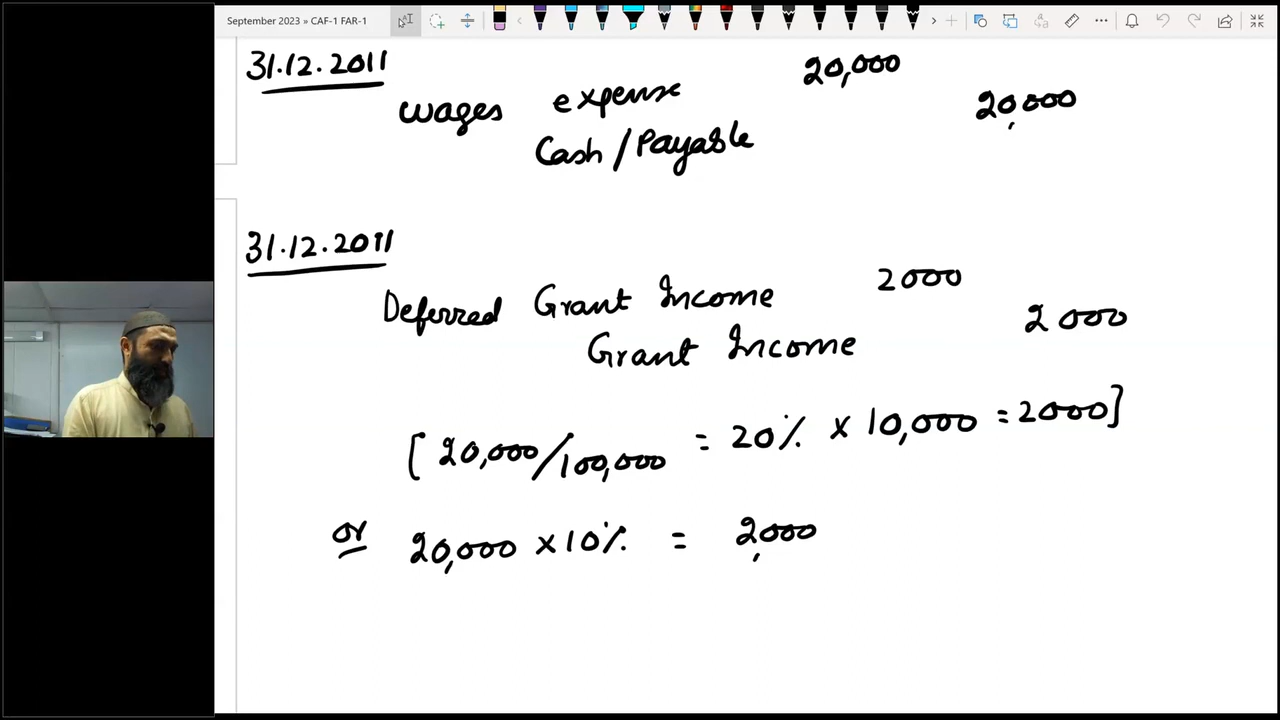 September 2023 » CAF-1 FAR-1
31.12.2011
wages expense 20,000
Cash/Payable 20,000
31.12.2011
Deferred Grant Income 2000
Grant Income 2000
[20,000/100,000 = 20% × 10,000 = 2000]
or 20,000 × 10% = 2,000